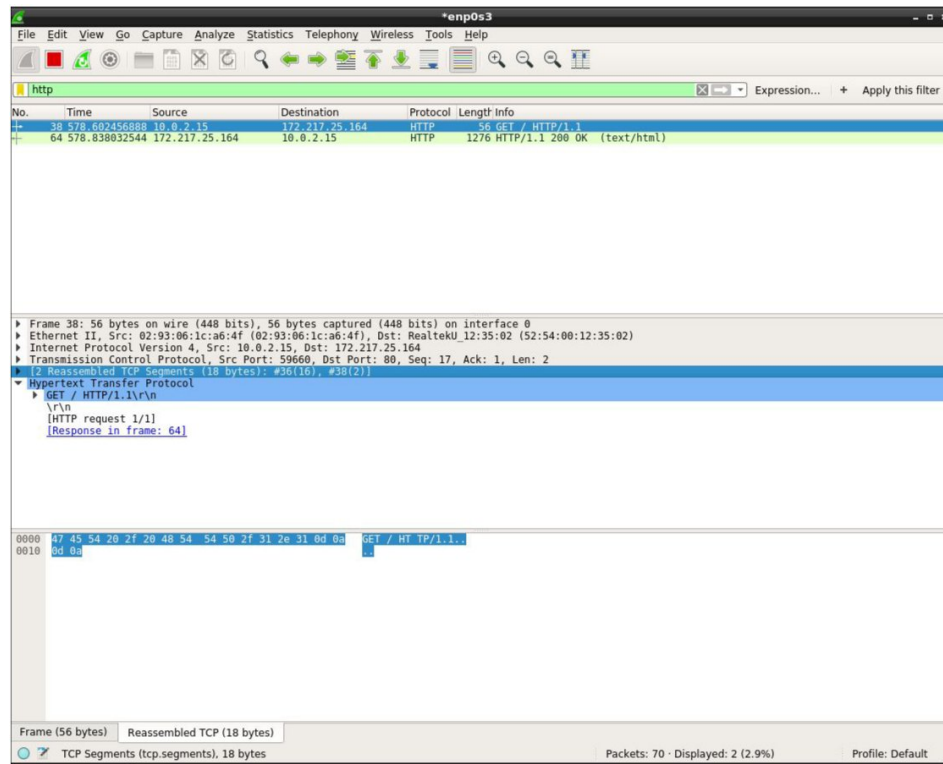 *enp0s3
File Edit View Go Capture Analyze Statistics Telephony Wireless Tools Help
http Expression... + Apply this filter
No. Time Source Destination Protocol Length Info
38 578.602456888 10.0.2.15 172.217.25.164 HTTP 56 GET / HTTP/1.1
64 578.838032544 172.217.25.164 10.0.2.15 HTTP 1276 HTTP/1.1 200 OK (text/html)
Frame 38: 56 bytes on wire (448 bits), 56 bytes captured (448 bits) on interface 0
Ethernet II, Src: 02:93:06:1c:a6:4f (02:93:06:1c:a6:4f), Dst: RealtekU_12:35:02 (52:54:00:12:35:02)
Internet Protocol Version 4, Src: 10.0.2.15, Dst: 172.217.25.164
Transmission Control Protocol, Src Port: 59660, Dst Port: 80, Seq: 17, Ack: 1, Len: 2
[2 Reassembled TCP Segments (18 bytes): #36(16), #38(2)]
Hypertext Transfer Protocol
GET / HTTP/1.1\r\n
\r\n
[HTTP request 1/1]
[Response in frame: 64]
0000 47 45 54 20 2f 20 48 54 54 50 2f 31 2e 31 0d 0a GET / HT TP/1.1..
0010 0d 0a ..
Frame (56 bytes) Reassembled TCP (18 bytes)
TCP Segments (tcp.segments), 18 bytes Packets: 70 · Displayed: 2 (2.9%) Profile: Default